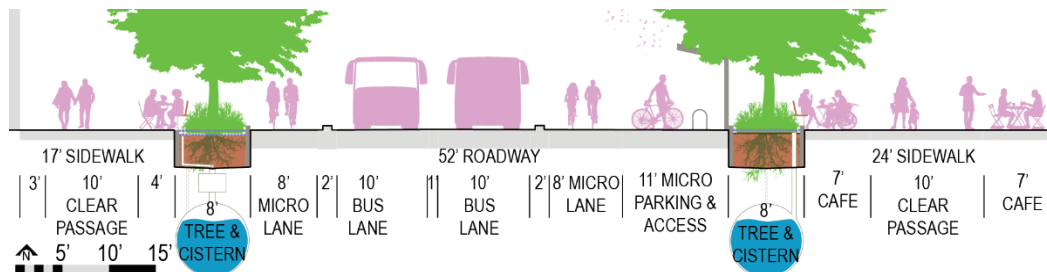 17' SIDEWALK
52' ROADWAY
24' SIDEWALK
3'
10'
CLEAR
PASSAGE
4'
8'
TREE &
CISTERN
8'
MICRO
LANE
2'
10'
BUS
LANE
1'
10'
BUS
LANE
2'
8' MICRO
LANE
11' MICRO
PARKING &
ACCESS
8'
TREE &
CISTERN
7'
CAFE
10'
CLEAR
PASSAGE
7'
CAFE
N
5' 10' 15'